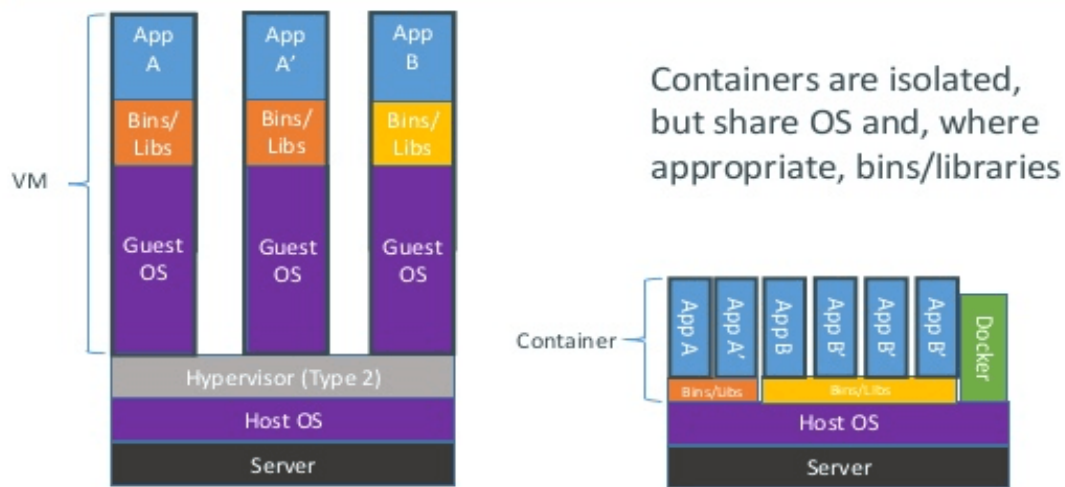 App
A
App
A'
App
B
Bins/
Libs
Bins/
Libs
Bins/
Libs
VM
Guest
OS
Guest
OS
Guest
OS
Hypervisor (Type 2)
Host OS
Server
Containers are isolated,
but share OS and, where
appropriate, bins/libraries
Container
App A
App A'
App B
App B'
App B'
App B'
Docker
Bins/Libs
Bins/Libs
Host OS
Server